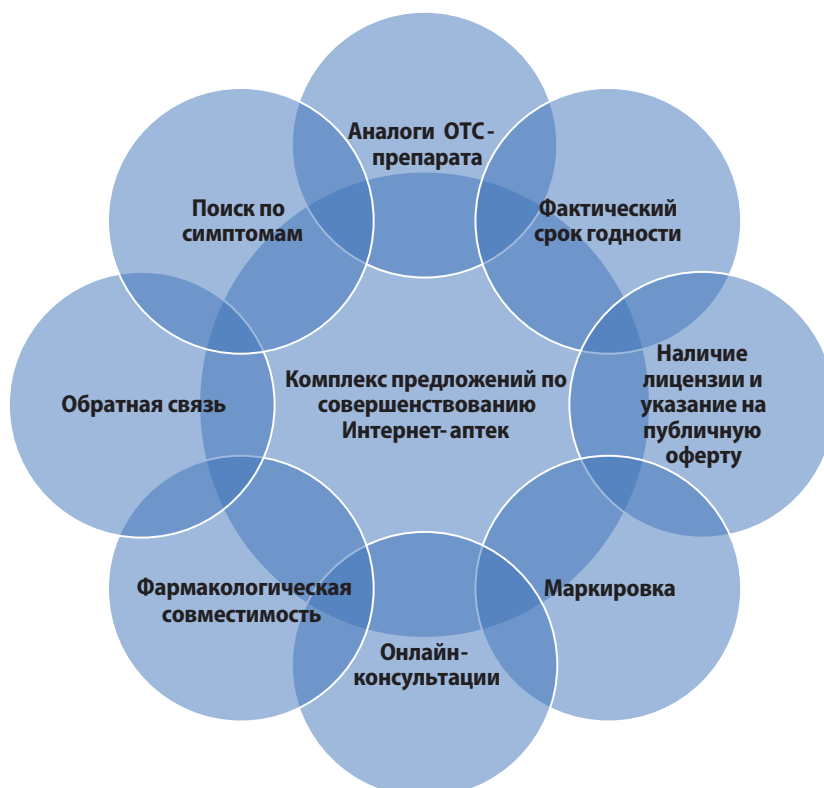 Аналоги ОТС-
препарата
Поиск по
симптомам
Фактический
срок годности
Обратная связь
Комплекс предложений по
совершенствованию
Интернет-аптек
Наличие
лицензии и
указание на
публичную
оферту
Фармакологическая
совместимость
Маркировка
Онлайн-
консультации